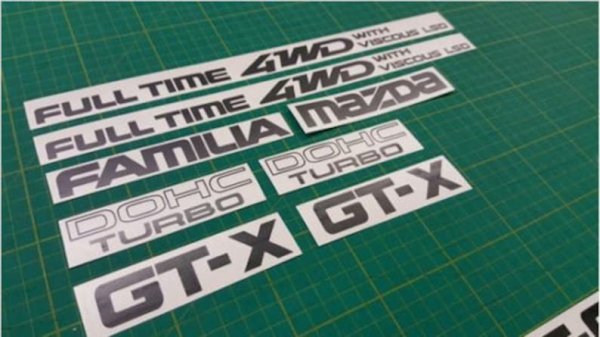 FULL TIME 4WD WITH VISCOUS LSD
FULL TIME 4WD WITH VISCOUS LSD
FAMILIA
mazda
DOHC
TURBO
DOHC
TURBO
GT-X
GT-X